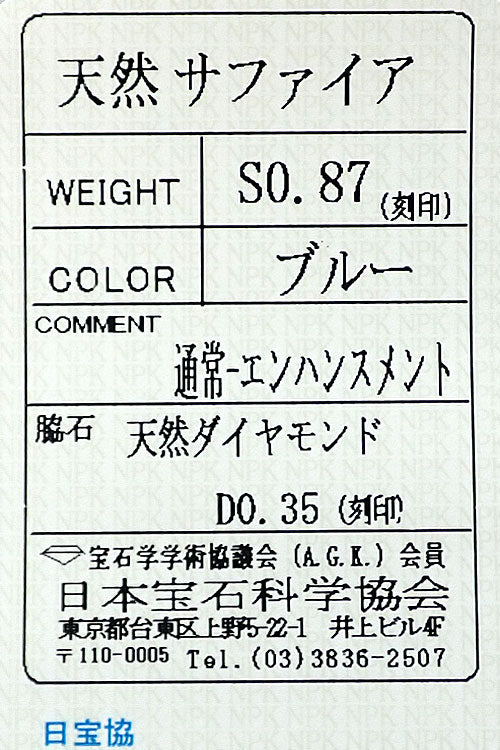 天然 サファイア
WEIGHT S0.87 (刻印)
COLOR ブルー
COMMENT
通常-エンハンスメント
脇石 天然ダイヤモンド
D0.35 (刻印)
宝石学学術協議会 (A.G.K.) 会員
日本宝石科学協会
東京都台東区上野5-22-1 井上ビル4F
〒110-0005 Tel.(03)3836-2507
日宝協